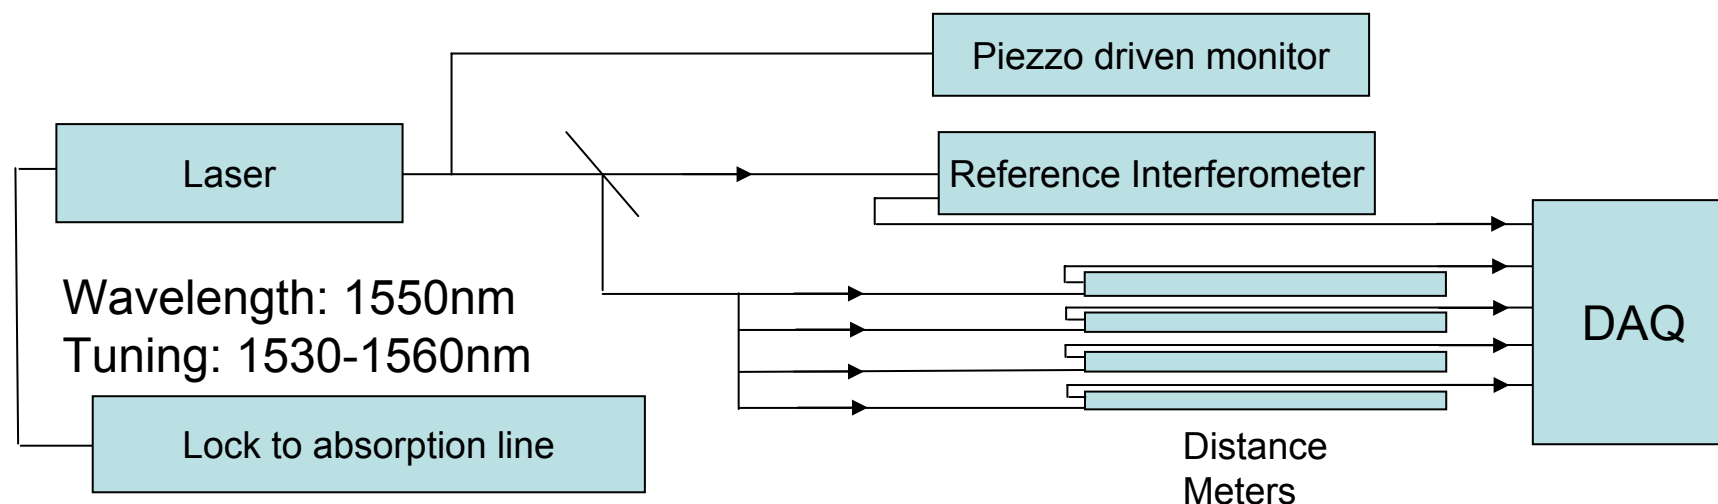 Piezzo driven monitor
Laser
Reference Interferometer
Wavelength: 1550nm
Tuning: 1530-1560nm
DAQ
Lock to absorption line
Distance
Meters